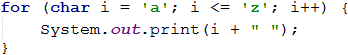 for (char i = 'a'; i <= 'z'; i++) {
    System.out.print(i + " ");
}